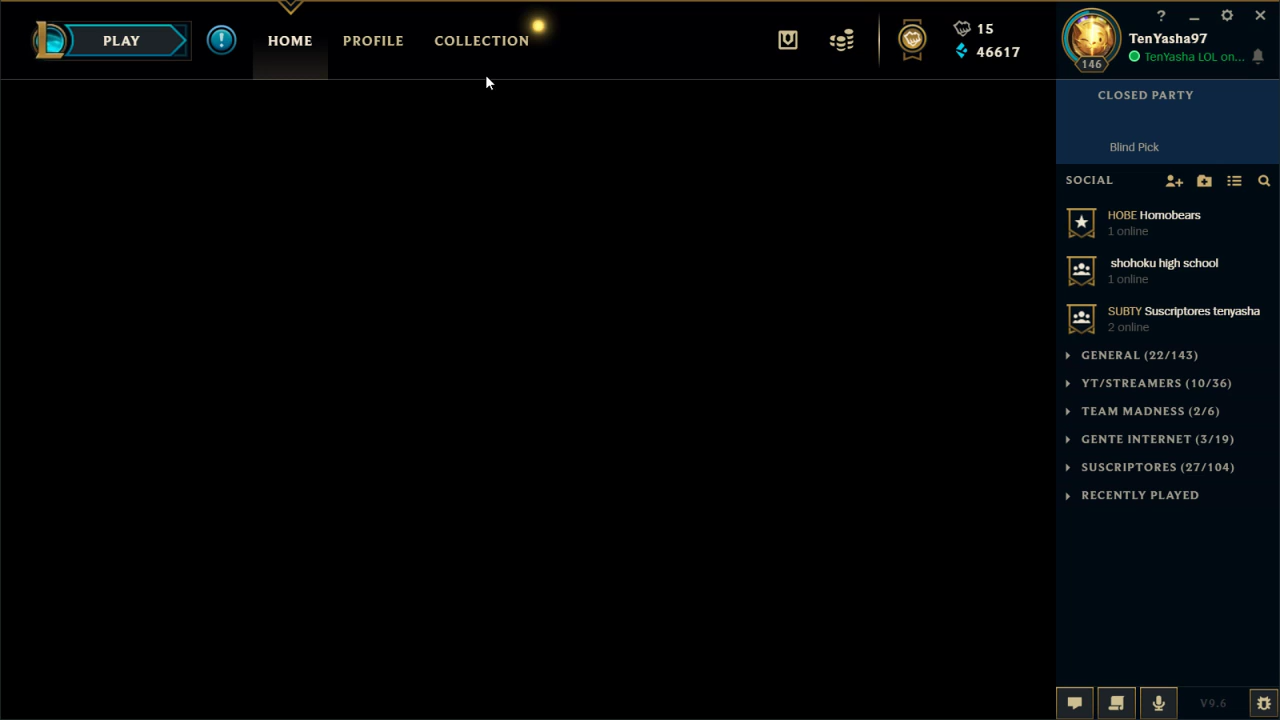 PLAY
HOME
PROFILE
COLLECTION
15
46617
146
TenYasha97
TenYasha LOL on...
CLOSED PARTY
Blind Pick
SOCIAL
HOBE Homobears
1 online
shohoku high school
1 online
SUBTY Suscriptores tenyasha
2 online
GENERAL (22/143)
YT/STREAMERS (10/36)
TEAM MADNESS (2/6)
GENTE INTERNET (3/19)
SUSCRIPTORES (27/104)
RECENTLY PLAYED
V9.6